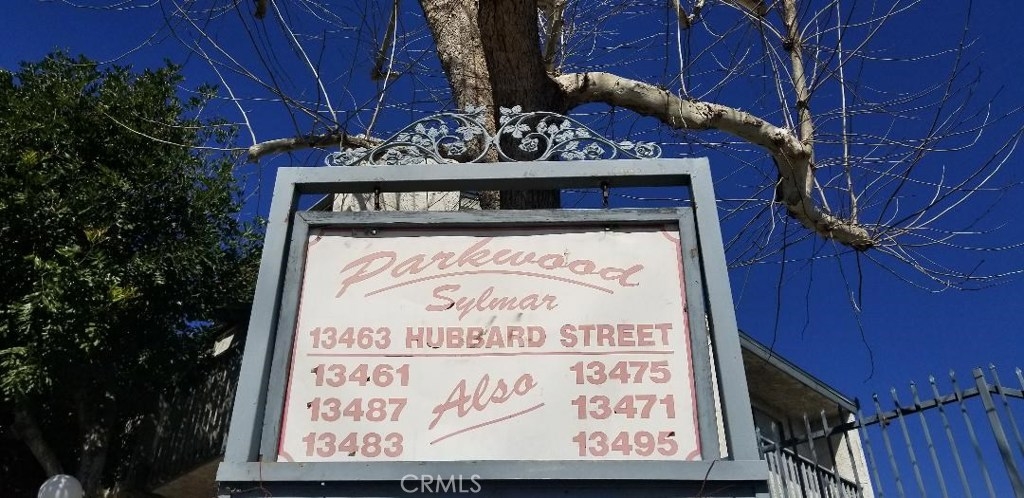 Parkwood
Sylmar
13463 HUBBARD STREET
13461 Also 13475
13487 13471
13483 13495
CRMLS